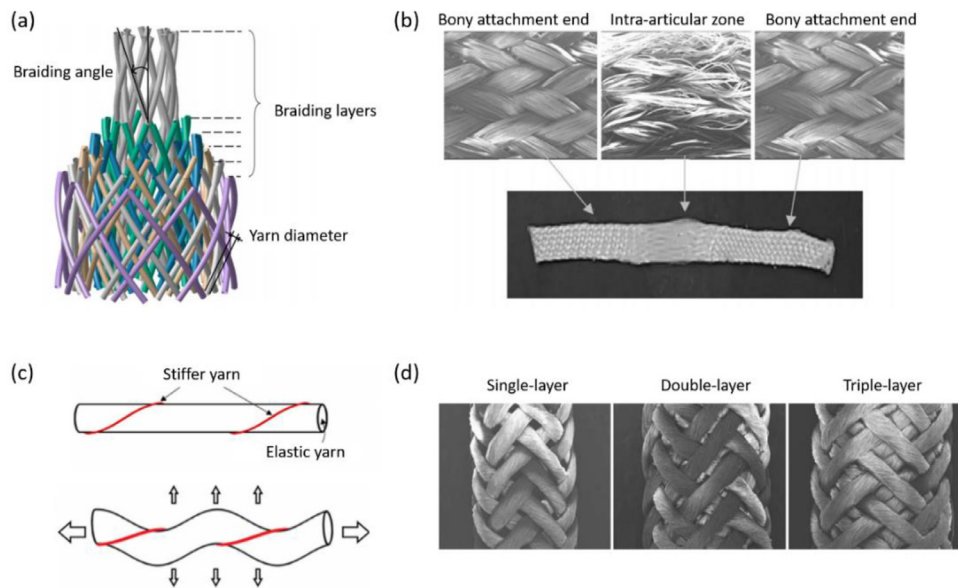 (a)
Braiding angle
Braiding layers
Yarn diameter
(b)
Bony attachment end
Intra-articular zone
Bony attachment end
(c)
Stiffer yarn
Elastic yarn
(d)
Single-layer
Double-layer
Triple-layer